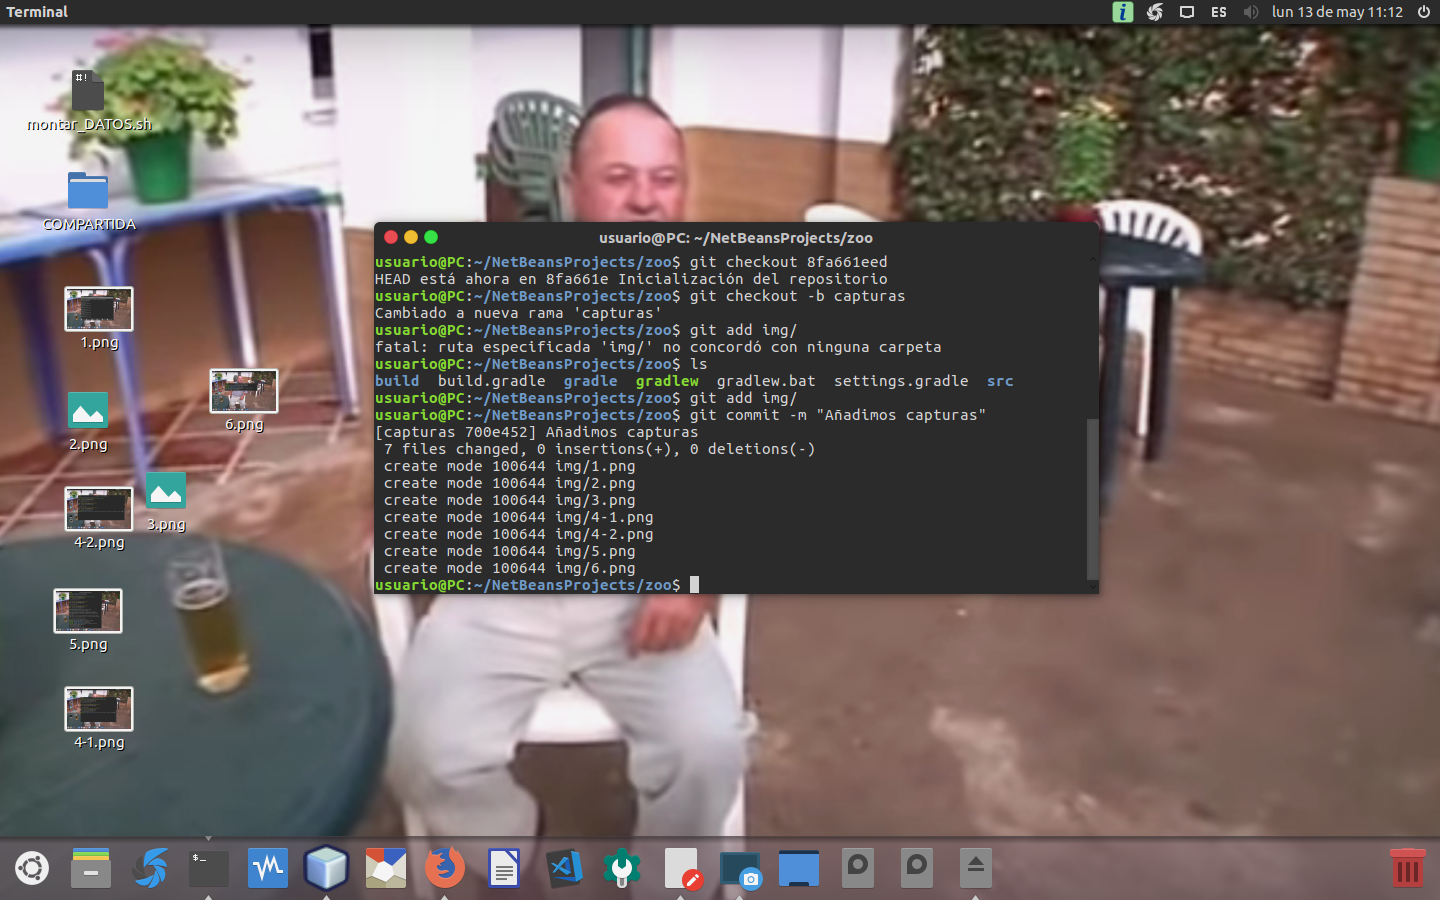 Terminal
ES
lun 13 de may 11:12
#!
montar_DATOS.sh
COMPARTIDA
1.png
2.png
6.png
3.png
4-2.png
5.png
4-1.png
usuario@PC: ~/NetBeansProjects/zoo
usuario@PC:~/NetBeansProjects/zoo$ git checkout 8fa661eed
HEAD está ahora en 8fa661e Inicialización del repositorio
usuario@PC:~/NetBeansProjects/zoo$ git checkout -b capturas
Cambiado a nueva rama 'capturas'
usuario@PC:~/NetBeansProjects/zoo$ git add img/
fatal: ruta especificada 'img/' no concordó con ninguna carpeta
usuario@PC:~/NetBeansProjects/zoo$ ls
build  build.gradle  gradle  gradlew  gradlew.bat  settings.gradle  src
usuario@PC:~/NetBeansProjects/zoo$ git add img/
usuario@PC:~/NetBeansProjects/zoo$ git commit -m "Añadimos capturas"
[capturas 700e452] Añadimos capturas
 7 files changed, 0 insertions(+), 0 deletions(-)
 create mode 100644 img/1.png
 create mode 100644 img/2.png
 create mode 100644 img/3.png
 create mode 100644 img/4-1.png
 create mode 100644 img/4-2.png
 create mode 100644 img/5.png
 create mode 100644 img/6.png
usuario@PC:~/NetBeansProjects/zoo$
$_